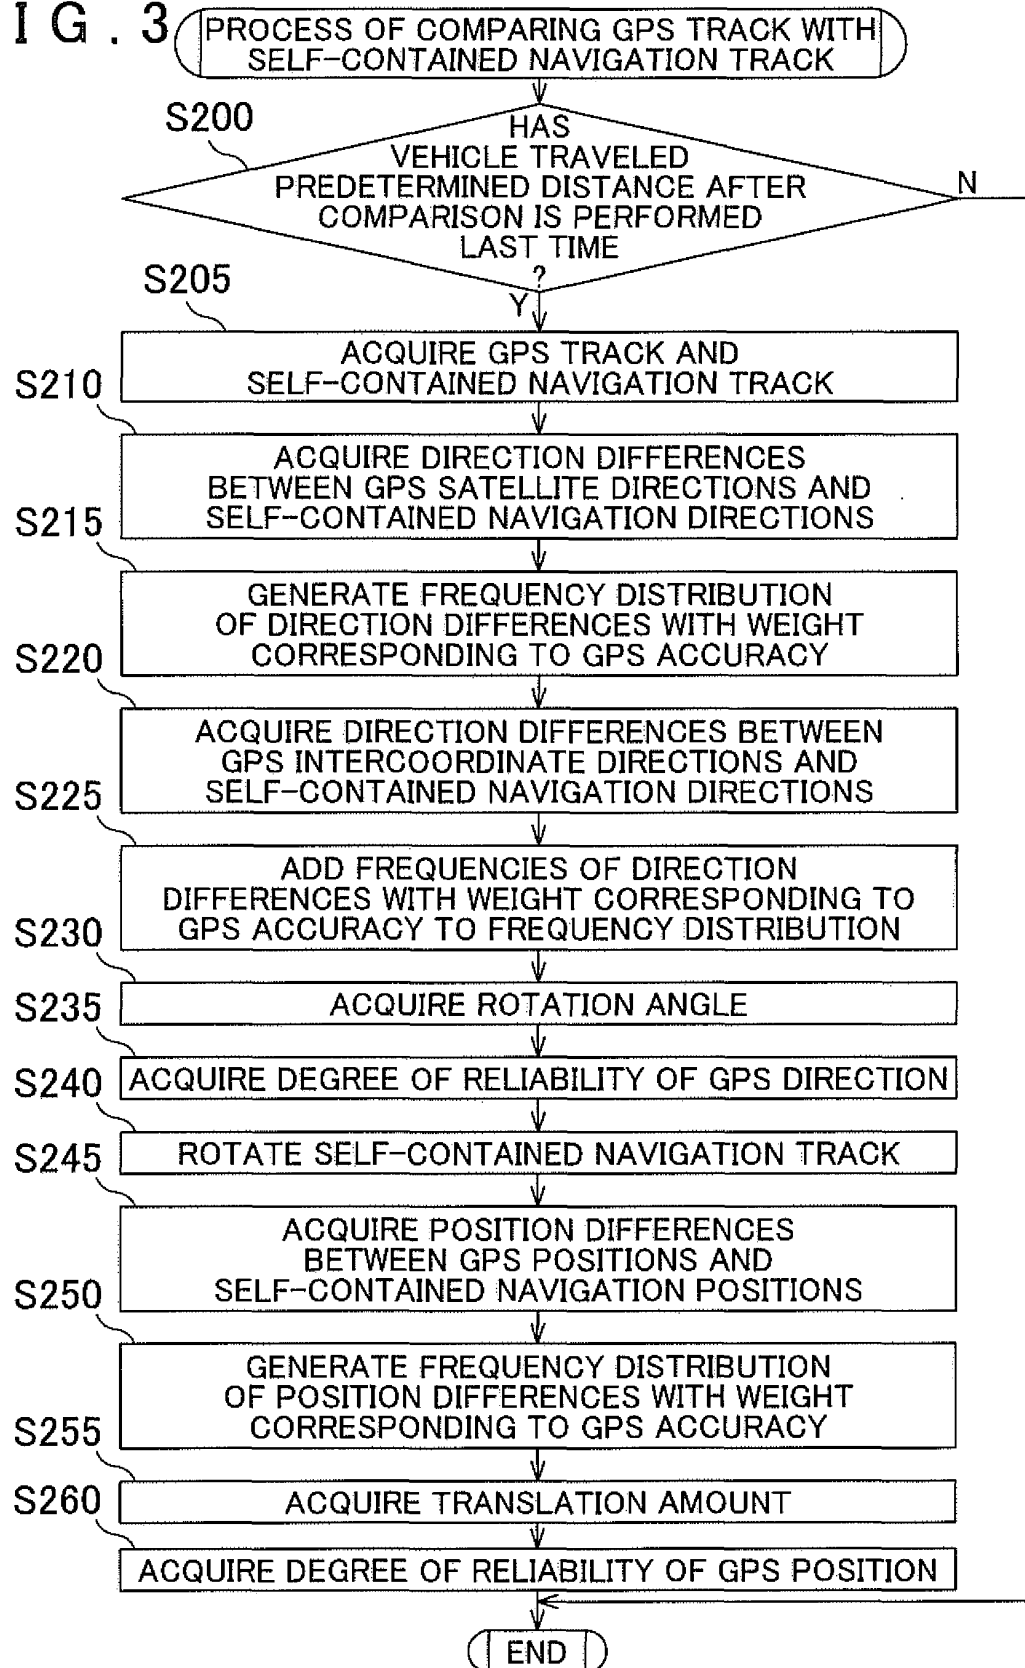 IG.3
PROCESS OF COMPARING GPS TRACK WITH
SELF-CONTAINED NAVIGATION TRACK
S200
HAS
VEHICLE TRAVELED
PREDETERMINED DISTANCE AFTER
COMPARISON IS PERFORMED
LAST TIME
?
N
Y
S205
ACQUIRE GPS TRACK AND
SELF-CONTAINED NAVIGATION TRACK
S210
ACQUIRE DIRECTION DIFFERENCES
BETWEEN GPS SATELLITE DIRECTIONS AND
SELF-CONTAINED NAVIGATION DIRECTIONS
S215
GENERATE FREQUENCY DISTRIBUTION
OF DIRECTION DIFFERENCES WITH WEIGHT
CORRESPONDING TO GPS ACCURACY
S220
ACQUIRE DIRECTION DIFFERENCES BETWEEN
GPS INTERCOORDINATE DIRECTIONS AND
SELF-CONTAINED NAVIGATION DIRECTIONS
S225
ADD FREQUENCIES OF DIRECTION
DIFFERENCES WITH WEIGHT CORRESPONDING TO
GPS ACCURACY TO FREQUENCY DISTRIBUTION
S230
ACQUIRE ROTATION ANGLE
S235
ACQUIRE DEGREE OF RELIABILITY OF GPS DIRECTION
S240
ROTATE SELF-CONTAINED NAVIGATION TRACK
S245
ACQUIRE POSITION DIFFERENCES
BETWEEN GPS POSITIONS AND
SELF-CONTAINED NAVIGATION POSITIONS
S250
GENERATE FREQUENCY DISTRIBUTION
OF POSITION DIFFERENCES WITH WEIGHT
CORRESPONDING TO GPS ACCURACY
S255
ACQUIRE TRANSLATION AMOUNT
S260
ACQUIRE DEGREE OF RELIABILITY OF GPS POSITION
END